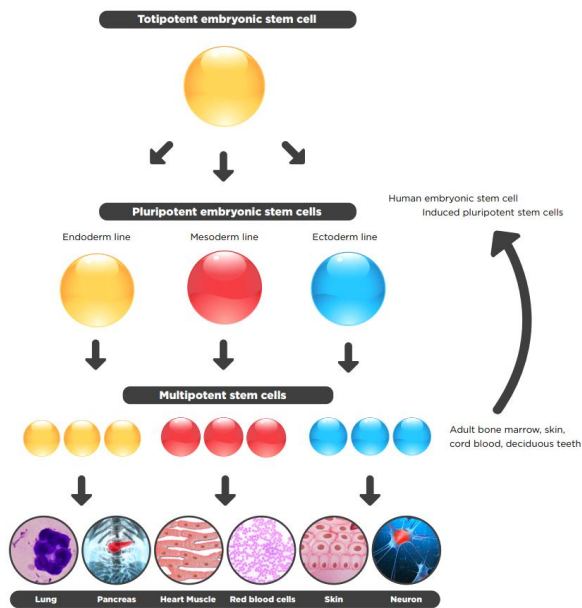 Totipotent embryonic stem cell
Human embryonic stem cell
Induced pluripotent stem cells
Pluripotent embryonic stem cells
Endoderm line
Mesoderm line
Ectoderm line
Multipotent stem cells
Adult bone marrow, skin,
cord blood, deciduous teeth
Lung
Pancreas
Heart Muscle
Red blood cells
Skin
Neuron